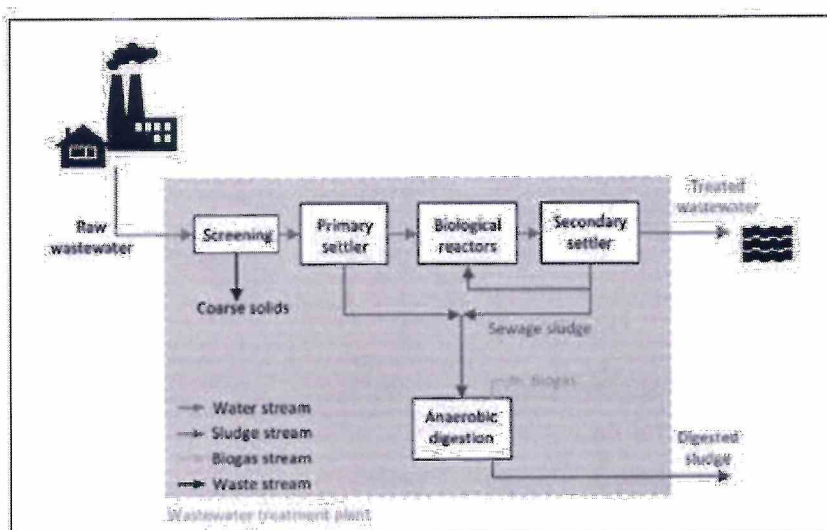 Raw
wastewater
Screening
Primary
settler
Biological
reactors
Secondary
settler
Treated
wastewater
Coarse solids
Sewage sludge
Biogas
Anaerobic
digestion
Digested
sludge
Water stream
Sludge stream
Biogas stream
Waste stream
Wastewater treatment plant